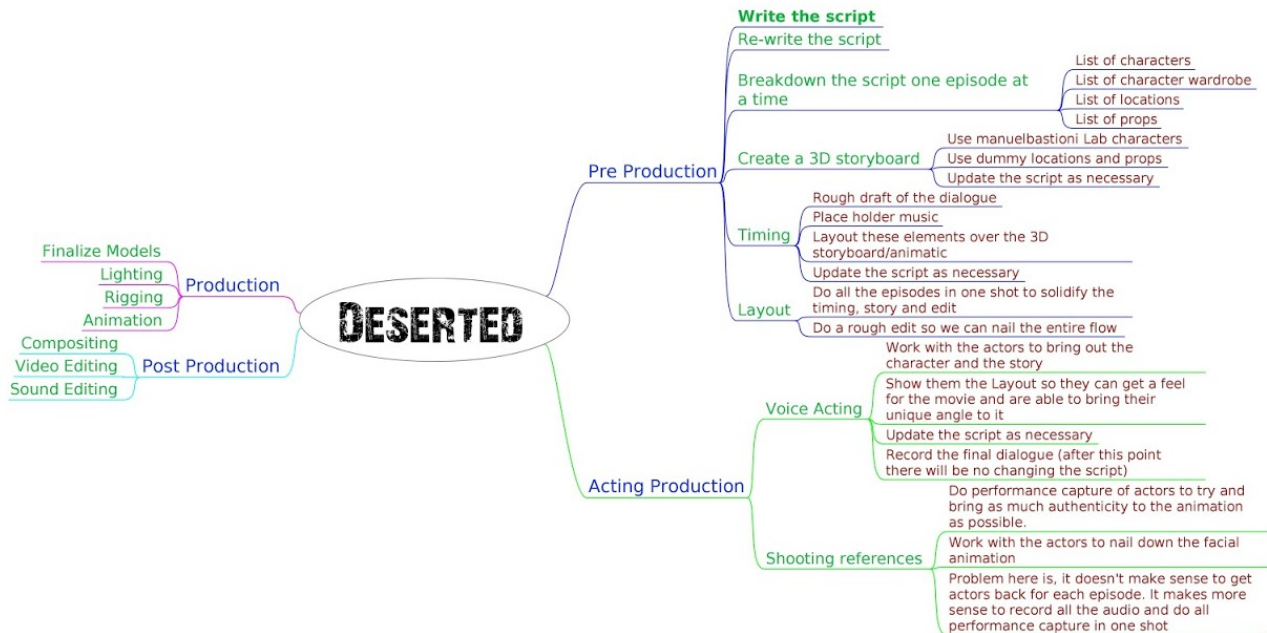 DESERTED
Pre Production
Write the script
Re-write the script
Breakdown the script one episode at
a time
List of characters
List of character wardrobe
List of locations
List of props
Create a 3D storyboard
Use manuelbastioni Lab characters
Use dummy locations and props
Update the script as necessary
Timing
Rough draft of the dialogue
Place holder music
Layout these elements over the 3D
storyboard/animatic
Update the script as necessary
Layout
Do all the episodes in one shot to solidify the
timing, story and edit
Do a rough edit so we can nail the entire flow
Acting Production
Voice Acting
Work with the actors to bring out the
character and the story
Show them the Layout so they can get a feel
for the movie and are able to bring their
unique angle to it
Update the script as necessary
Record the final dialogue (after this point
there will be no changing the script)
Shooting references
Do performance capture of actors to try and
bring as much authenticity to the animation
as possible.
Work with the actors to nail down the facial
animation
Problem here is, it doesn't make sense to get
actors back for each episode. It makes more
sense to record all the audio and do all
performance capture in one shot
Production
Finalize Models
Lighting
Rigging
Animation
Post Production
Compositing
Video Editing
Sound Editing